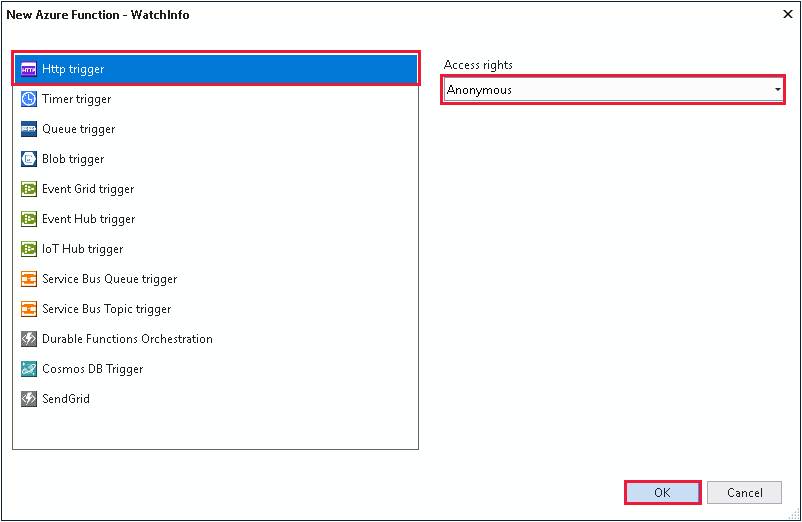 New Azure Function - WatchInfo
Http trigger
Timer trigger
Queue trigger
Blob trigger
Event Grid trigger
Event Hub trigger
IoT Hub trigger
Service Bus Queue trigger
Service Bus Topic trigger
Durable Functions Orchestration
Cosmos DB Trigger
SendGrid
Access rights
Anonymous
OK
Cancel